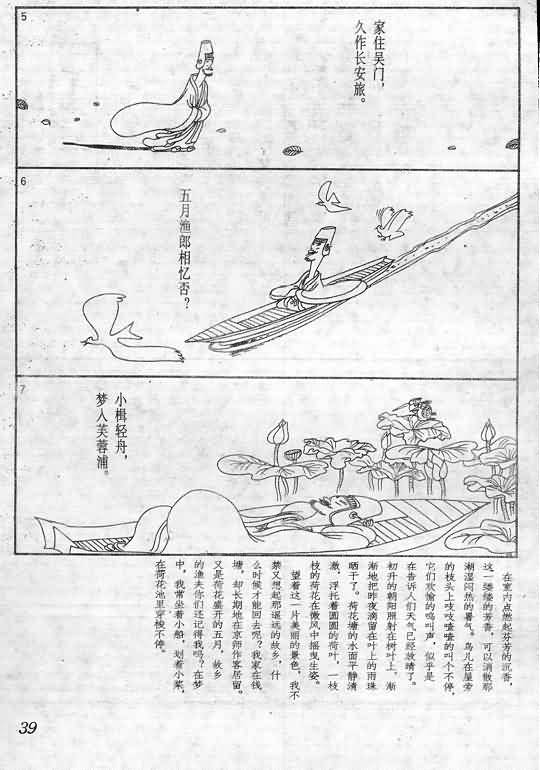 5
家住吴门，
久作长安旅。
6
五月渔郎相忆否？
7
小楫轻舟，
梦入芙蓉浦。
在室内点燃起芬芳的沉香，
这一缕缕的芳香，可以消散那
潮湿闷热的暑气。鸟儿在屋旁
的枝头上吱吱喳喳的叫个不停，
它们欢愉的鸣叫声，似乎是
在告诉人们天气已经放晴了。
初升的朝阳照射在树叶上，渐
渐地把昨夜滴留在叶上的雨珠
晒干了。荷花塘的水面平静清
澈，浮托着圆圆的荷叶，一枝
枝的荷花在微风中摇曳生姿。
望着这一片美丽的景色，我不
禁又想起那遥远的故乡，什
么时候才能回去呢？我家在钱
塘，却长期地在京师作客居留。
又是荷花盛开的五月，故乡
的渔夫你们还记得我吗？在梦
中，我常坐着小船，划着小桨，
在荷花池里穿梭不停。
39